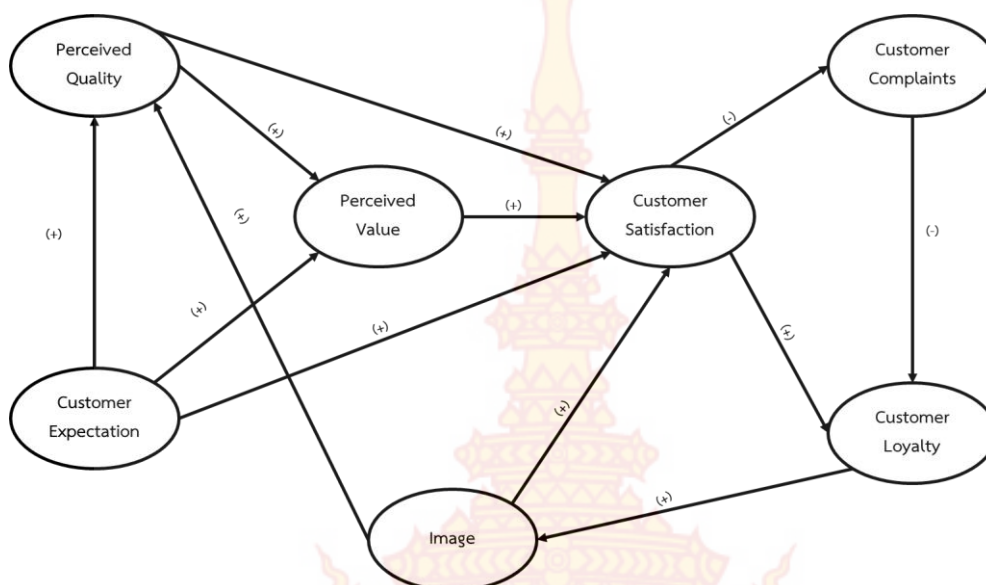 Perceived
Quality
Customer
Complaints
(+)
(+)
(-)
Perceived
Value
(+)
Customer
Satisfaction
(+)
(+)
(-)
(+)
(+)
(+)
Customer
Expectation
(+)
Customer
Loyalty
(+)
Image